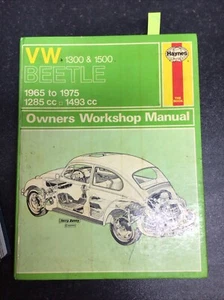 VW. 1300 & 1500
BEETLE
Haynes
1965 to 1975
1285 cc 1493 cc
Owners Workshop Manual